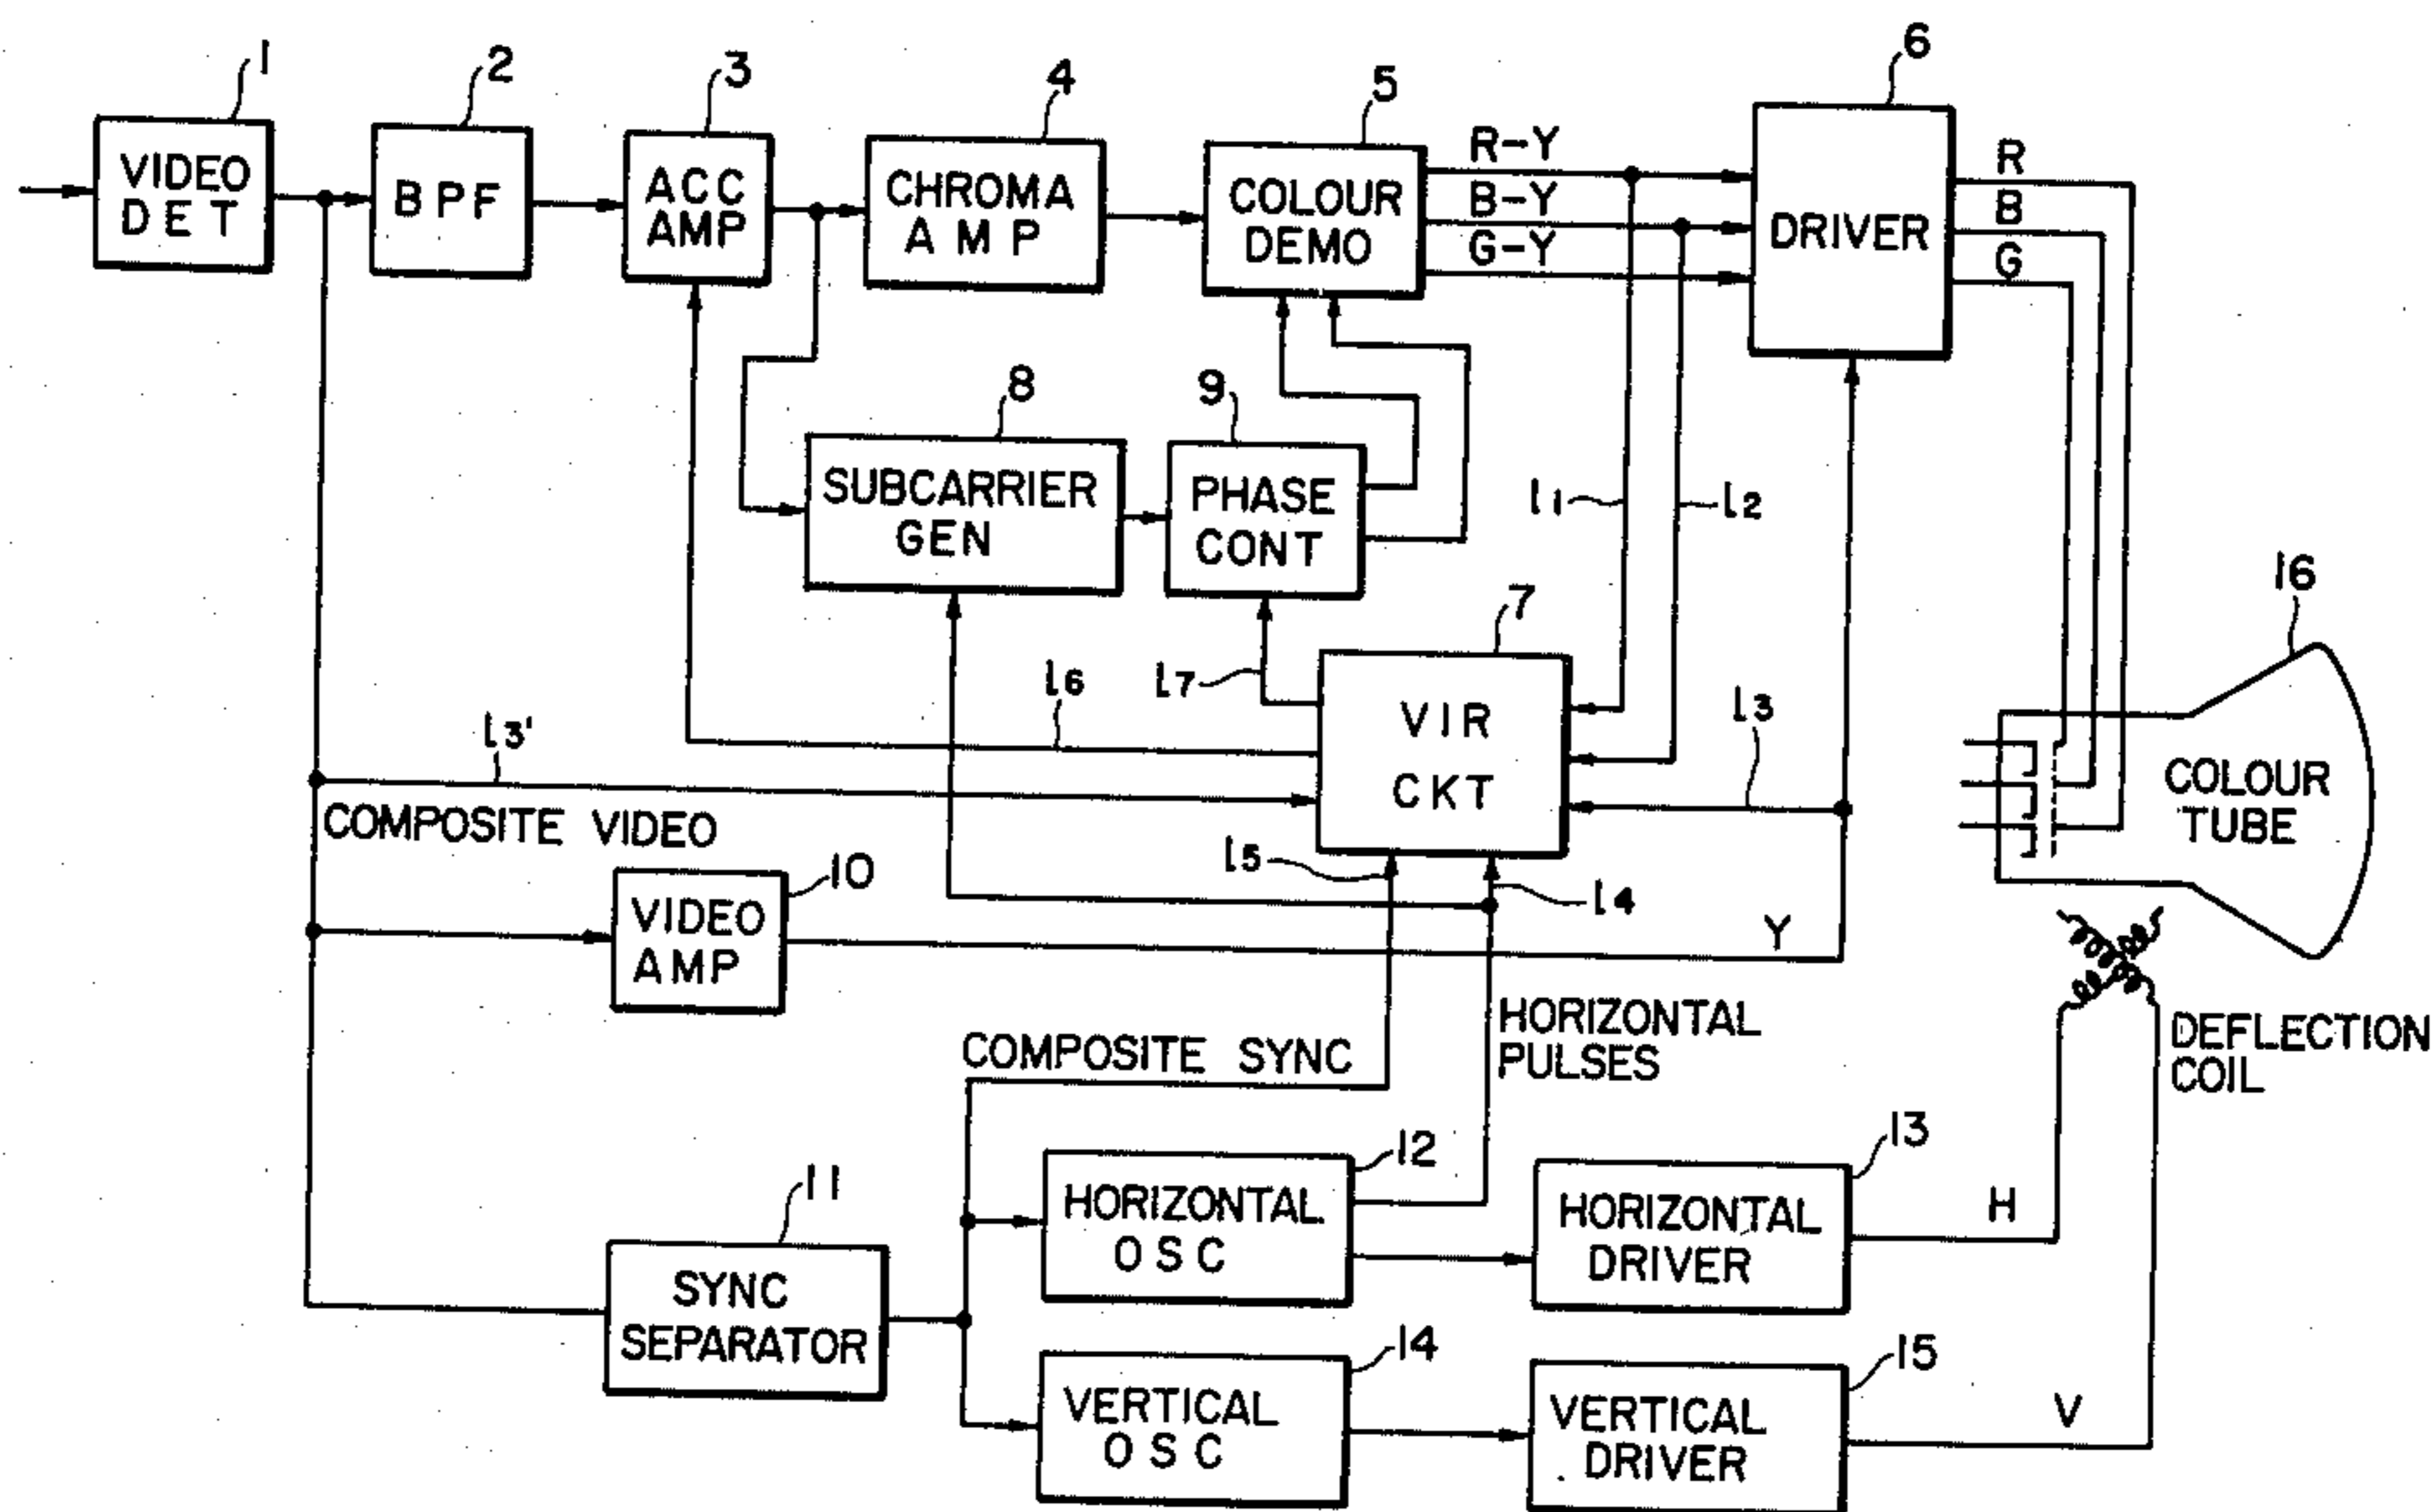 1
2
3
4
5
6
VIDEO
DET
BPF
ACC
AMP
CHROMA
AMP
COLOUR
DEMO
R-Y
B-Y
G-Y
DRIVER
R
B
G
8
9
SUBCARRIER
GEN
PHASE
CONT
l1
l2
16
7
l6
l7
l3
l3'
VIR
CKT
COLOUR
TUBE
COMPOSITE VIDEO
10
l5
l4
VIDEO
AMP
Y
HORIZONTAL
PULSES
COMPOSITE SYNC
DEFLECTION
COIL
11
12
13
HORIZONTAL
OSC
HORIZONTAL
DRIVER
H
SYNC
SEPARATOR
14
15
VERTICAL
OSC
VERTICAL
DRIVER
V